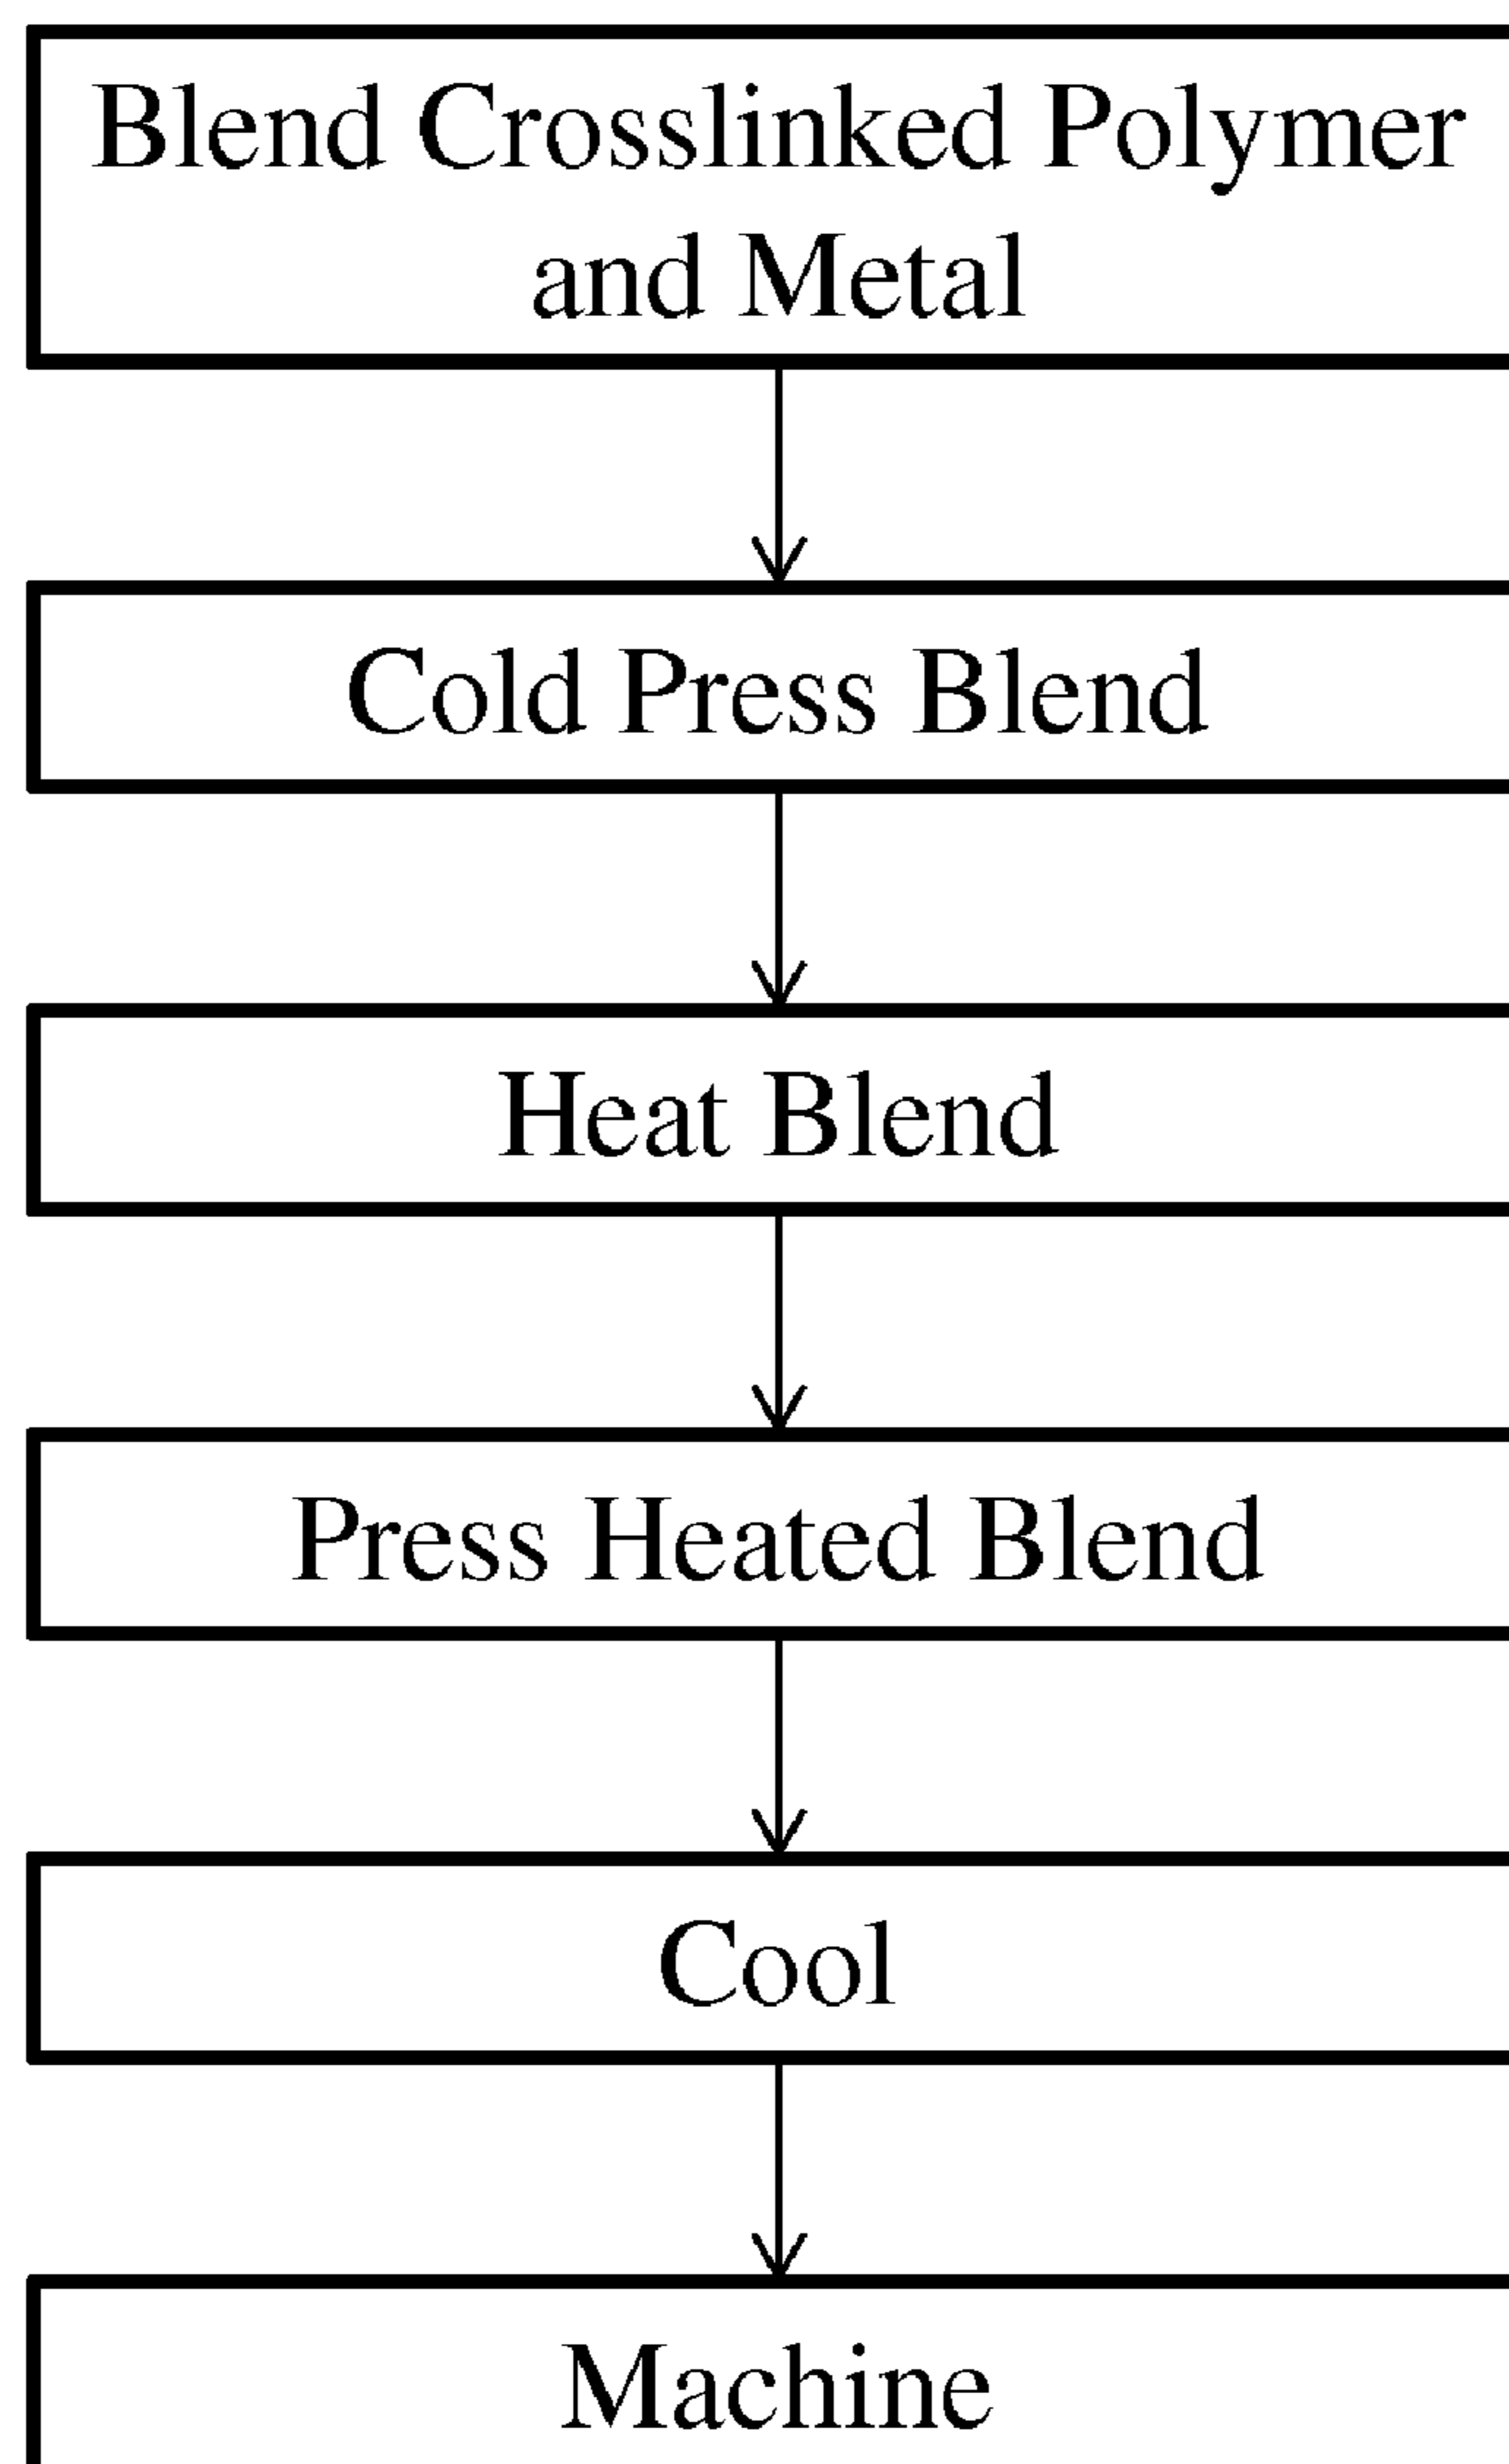 Blend Crosslinked Polymer
and Metal
Cold Press Blend
Heat Blend
Press Heated Blend
Cool
Machine